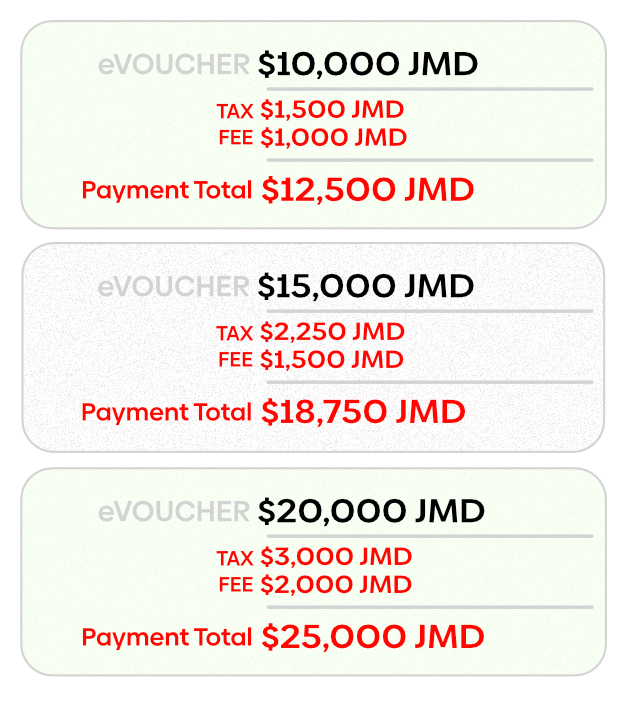 eVOUCHER $10,000 JMD
TAX $1,500 JMD
FEE $1,000 JMD
Payment Total $12,500 JMD
eVOUCHER $15,000 JMD
TAX $2,250 JMD
FEE $1,500 JMD
Payment Total $18,750 JMD
eVOUCHER $20,000 JMD
TAX $3,000 JMD
FEE $2,000 JMD
Payment Total $25,000 JMD